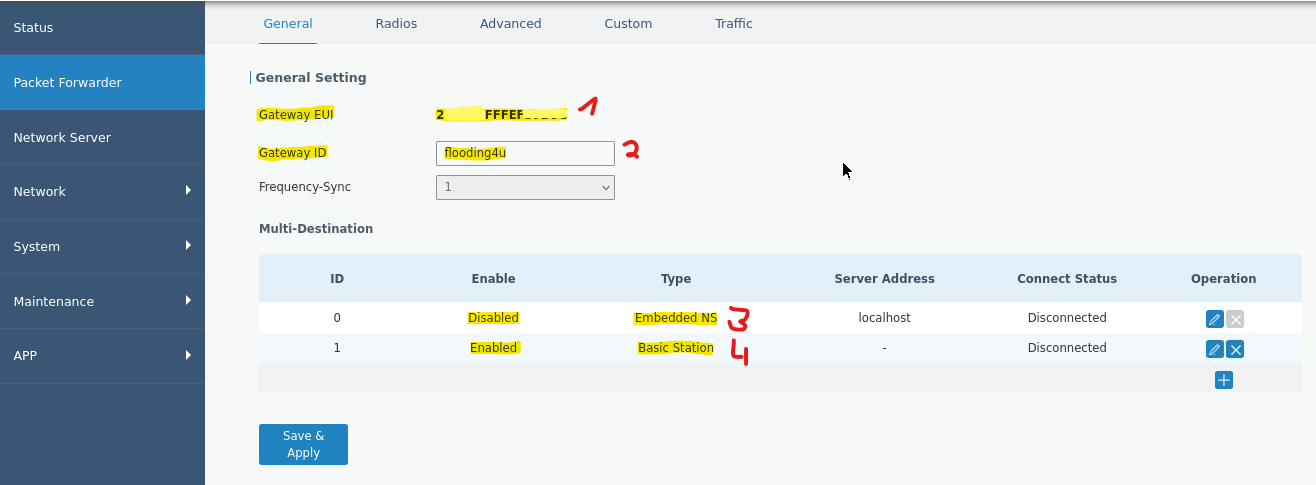 Status
Packet Forwarder
Network Server
Network
System
Maintenance
APP
General Radios Advanced Custom Traffic
General Setting
Gateway EUI 2 FFFEF 1
Gateway ID flooding4u 2
Frequency-Sync 1
Multi-Destination
ID Enable Type Server Address Connect Status Operation
0 Disabled Embedded NS 3 localhost Disconnected
1 Enabled Basic Station 4 - Disconnected
Save &
Apply